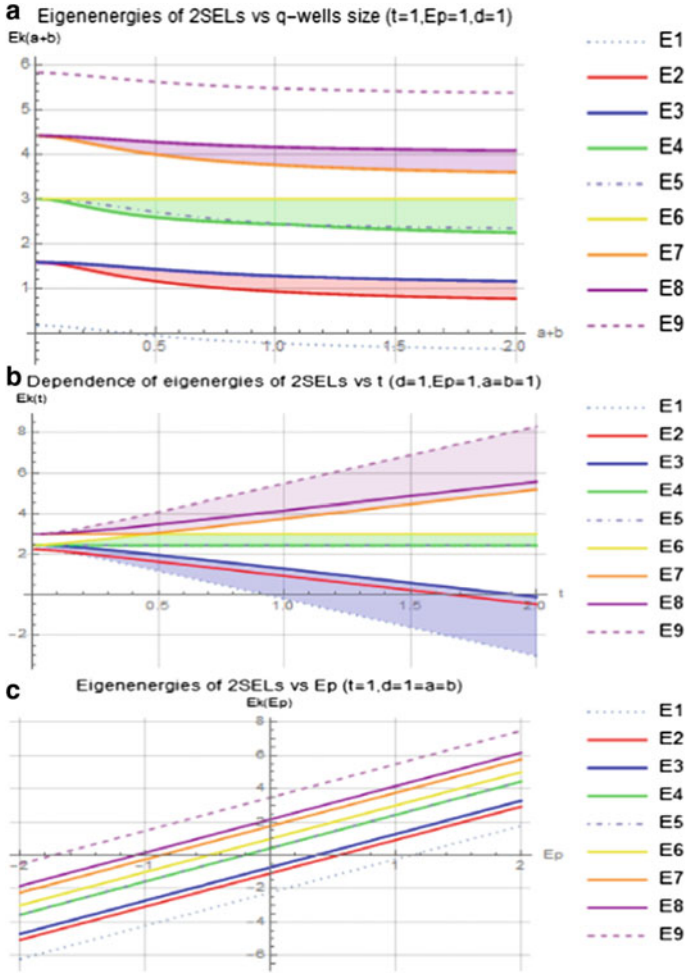 a Eigenenergies of 2SELs vs q-wells size (t=1,Ep=1,d=1)
Ek(a+b)
6
5
4
3
2
1
0.5
1.0
1.5
2.0
a+b
E1
E2
E3
E4
E5
E6
E7
E8
E9
b Dependence of eigenergies of 2SELs vs t (d=1,Ep=1,a=b=1)
Ek(t)
8
6
4
2
-2
0.5
1.0
1.5
2.0
t
E1
E2
E3
E4
E5
E6
E7
E8
E9
c Eigenenergies of 2SELs vs Ep (t=1,d=1=a=b)
Ek(Ep)
8
6
4
2
-2
-4
-6
-2
-1
1
2
Ep
E1
E2
E3
E4
E5
E6
E7
E8
E9